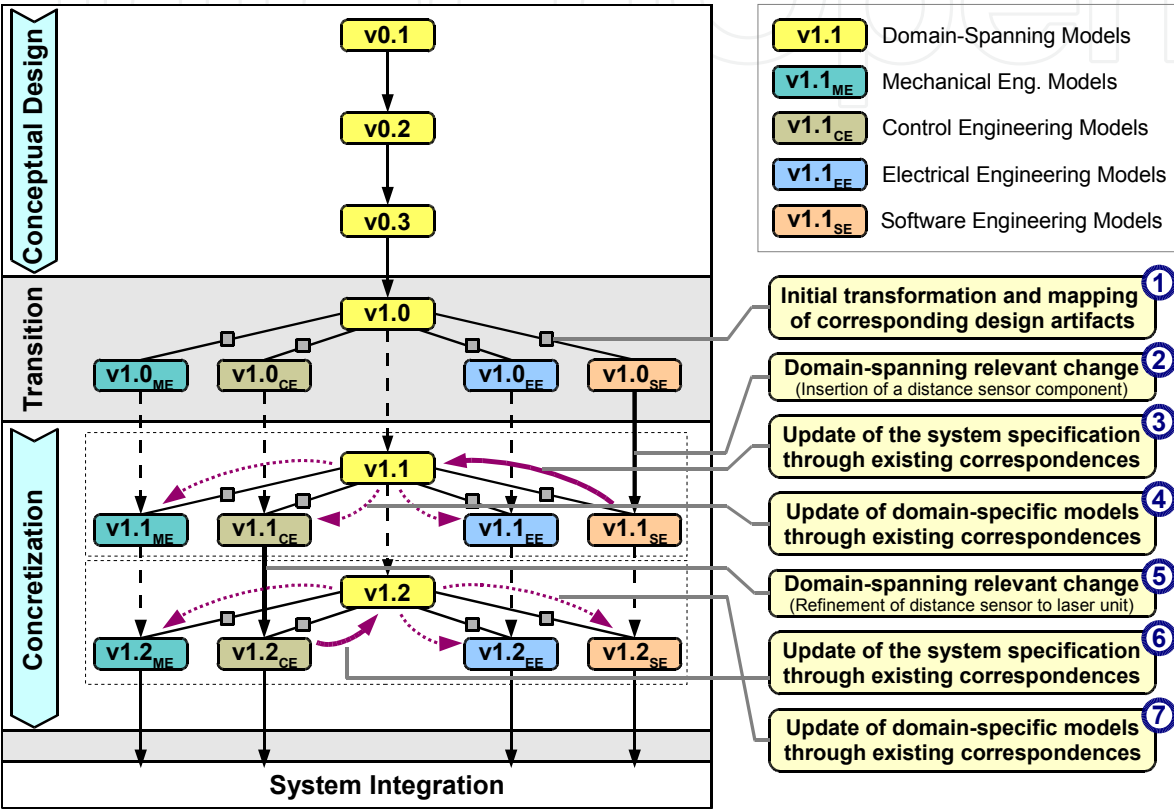 Open
Conceptual Design
v0.1
v0.2
v0.3
Transition
v1.0
v1.0ME
v1.0CE
v1.0EE
v1.0SE
Concretization
v1.1
v1.1ME
v1.1CE
v1.1EE
v1.1SE
v1.2
v1.2ME
v1.2CE
v1.2EE
v1.2SE
System Integration
v1.1 Domain-Spanning Models
v1.1ME Mechanical Eng. Models
v1.1CE Control Engineering Models
v1.1EE Electrical Engineering Models
v1.1SE Software Engineering Models
1
Initial transformation and mapping
of corresponding design artifacts
2
Domain-spanning relevant change
(Insertion of a distance sensor component)
3
Update of the system specification
through existing correspondences
4
Update of domain-specific models
through existing correspondences
5
Domain-spanning relevant change
(Refinement of distance sensor to laser unit)
6
Update of the system specification
through existing correspondences
7
Update of domain-specific models
through existing correspondences